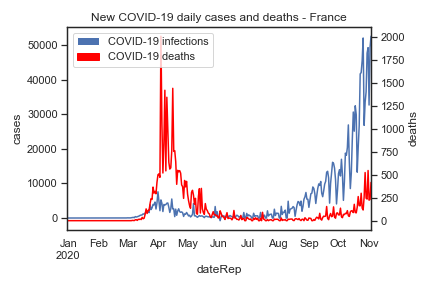 New COVID-19 daily cases and deaths - France
COVID-19 infections
COVID-19 deaths
50000
40000
30000
20000
10000
0
cases
2000
1750
1500
1250
1000
750
500
250
0
deaths
Jan Feb Mar Apr May Jun Jul Aug Sep Oct Nov
2020
dateRep